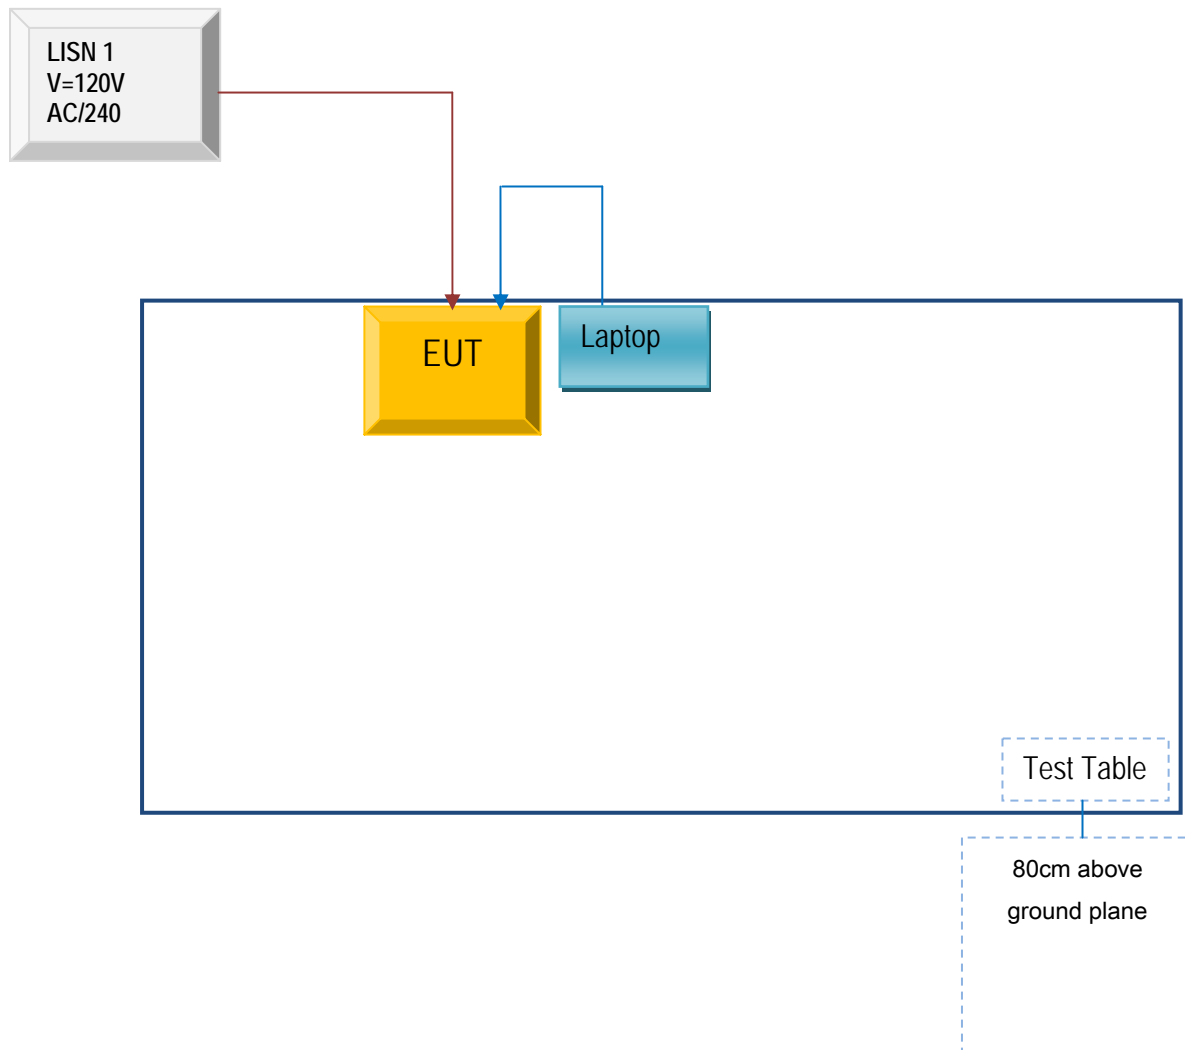 LISN 1
V=120V
AC/240
EUT
Laptop
Test Table
80cm above
ground plane